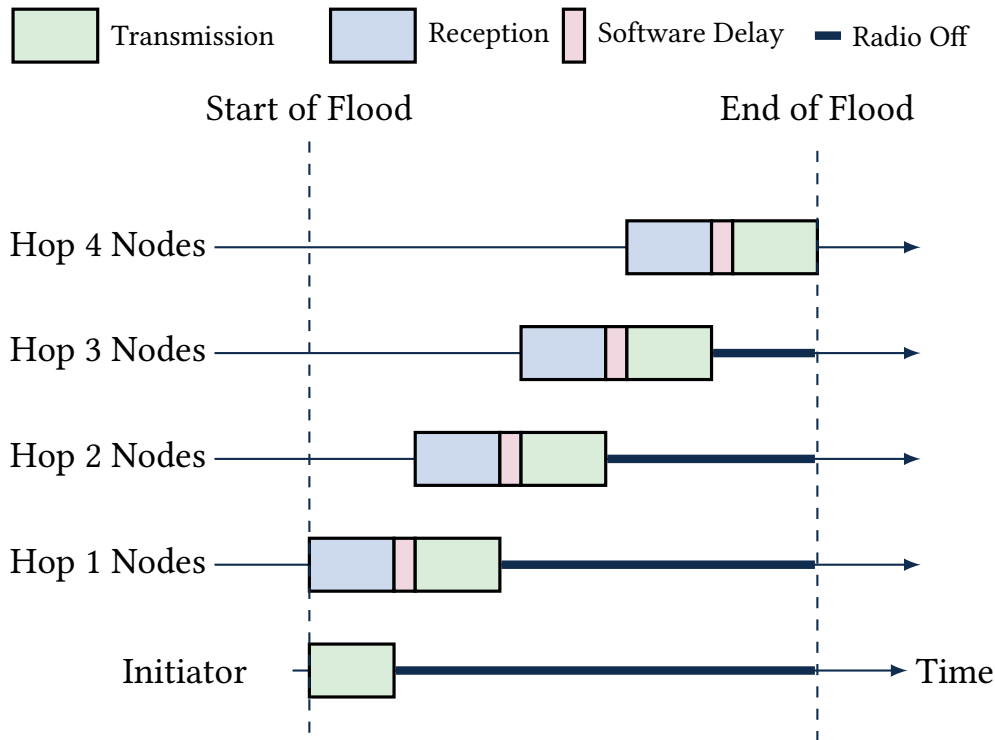 Transmission Reception Software Delay Radio Off
Start of Flood End of Flood
Hop 4 Nodes
Hop 3 Nodes
Hop 2 Nodes
Hop 1 Nodes
Initiator Time